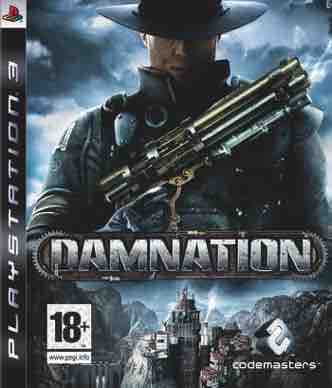 PLAYSTATION 3
DAMNATION
18+
www.pegi.info
codemasters